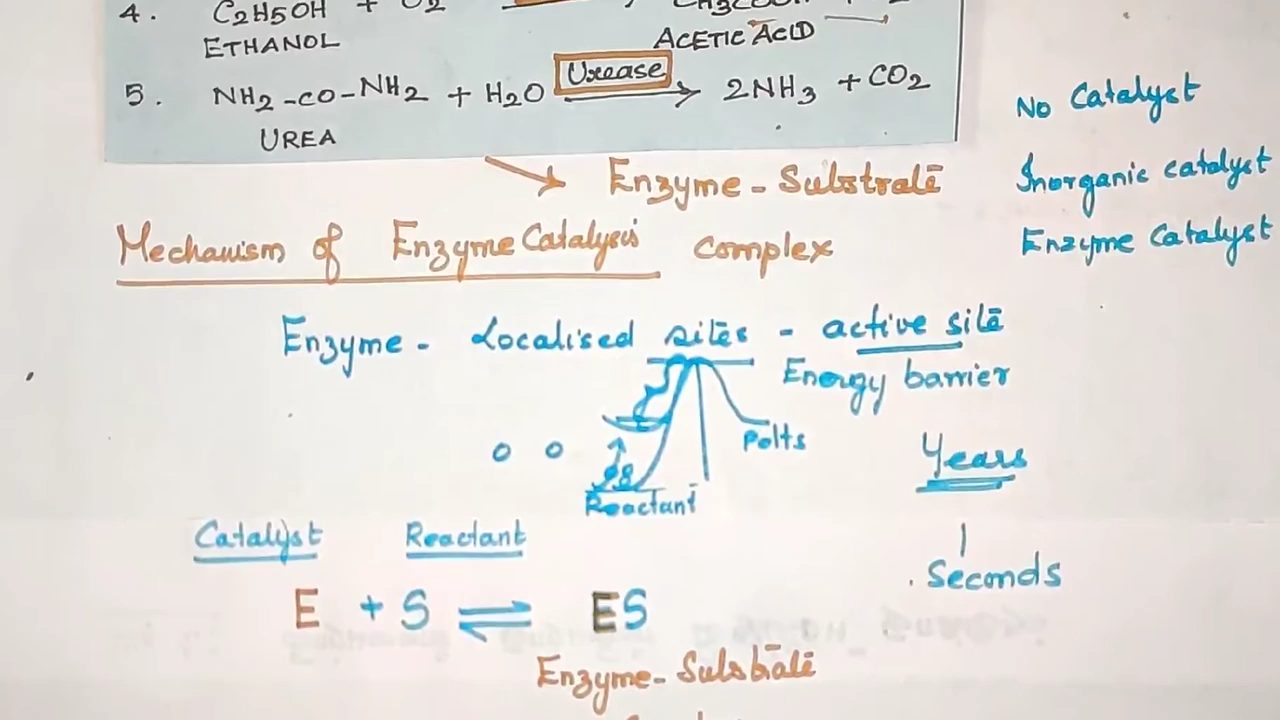 4. C2H5OH + O2
ETHANOL ACETIC ACID
5. NH2-CO-NH2 + H2O Urease 2NH3 + CO2
UREA
No Catalyst
Inorganic catalyst
Enzyme Catalyst
Enzyme-Substrate
Mechanism of Enzyme Catalysis complex
Enzyme - Localised sites - active site
Energy barrier
Pdts
Reactant
Years
Seconds
Catalyst Reactant
E + S ⇌ ES
Enzyme-Substrate